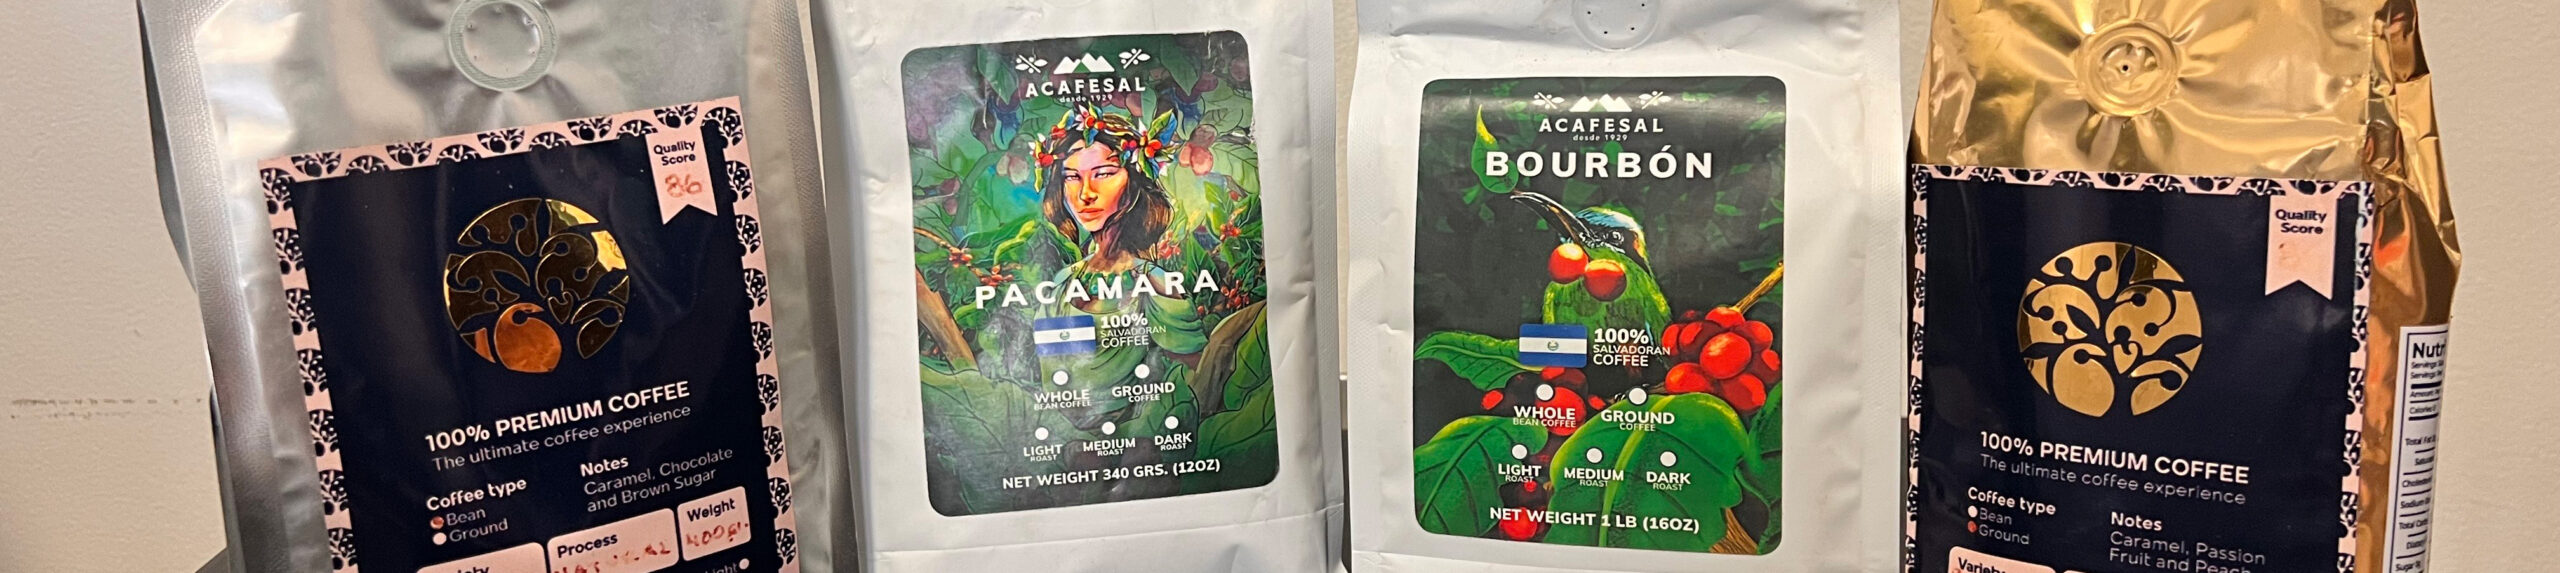 Quality
Score
86
100% PREMIUM COFFEE
The ultimate coffee experience
Coffee type
Bean
Ground
Notes
Caramel, Chocolate
and Brown Sugar
Process
Weight
400gr.
ACAFESAL
desde 1929
PACAMARA
100%
SALVADORAN
COFFEE
WHOLE
BEAN COFFEE
GROUND
COFFEE
LIGHT
ROAST
MEDIUM
ROAST
DARK
ROAST
NET WEIGHT 340 GRS. (12OZ)
ACAFESAL
desde 1929
BOURBÓN
100%
SALVADORAN
COFFEE
WHOLE
BEAN COFFEE
GROUND
COFFEE
LIGHT
ROAST
MEDIUM
ROAST
DARK
ROAST
NET WEIGHT 1 LB (16OZ)
Quality
Score
100% PREMIUM COFFEE
The ultimate coffee experience
Coffee type
Bean
Ground
Notes
Caramel, Passion
Fruit and Peach